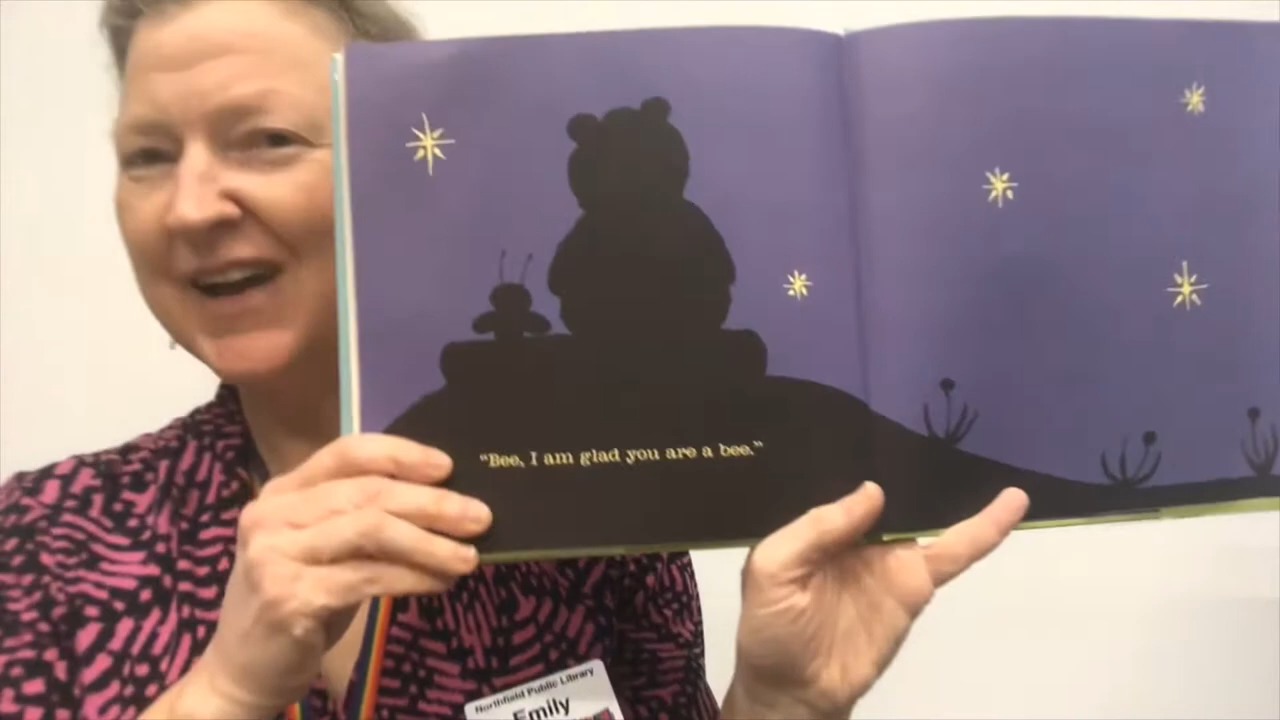 “Bee, I am glad you are a bee.”
Northfield Public Library
Emily